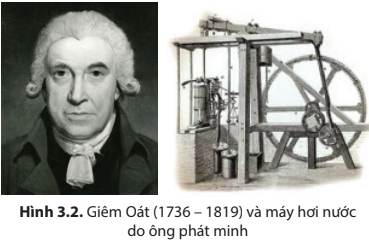 Hình 3.2. Giêm Oát (1736 – 1819) và máy hơi nước
do ông phát minh